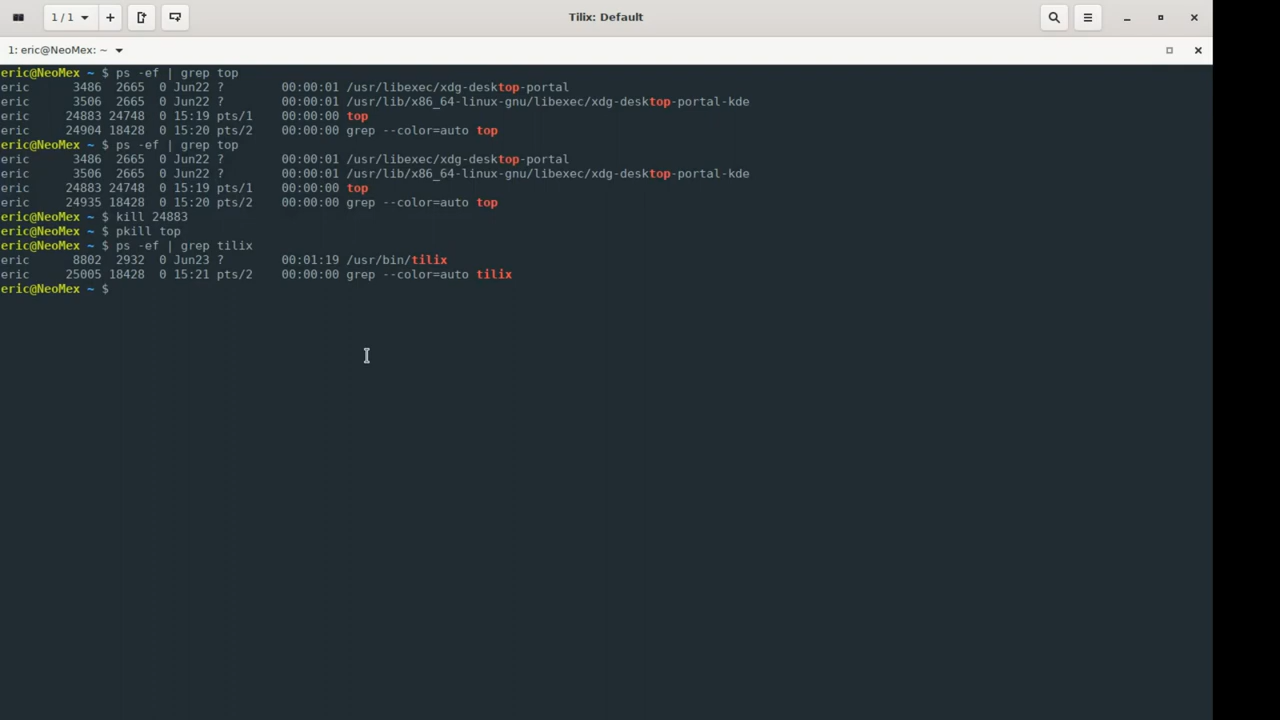 1 / 1
Tilix: Default
1: eric@NeoMex: ~
eric@NeoMex ~ $ ps -ef | grep top
eric      3486  2665  0 Jun22 ?        00:00:01 /usr/libexec/xdg-desktop-portal
eric      3506  2665  0 Jun22 ?        00:00:01 /usr/lib/x86_64-linux-gnu/libexec/xdg-desktop-portal-kde
eric     24883 24748  0 15:19 pts/1    00:00:00 top
eric     24904 18428  0 15:20 pts/2    00:00:00 grep --color=auto top
eric@NeoMex ~ $ ps -ef | grep top
eric      3486  2665  0 Jun22 ?        00:00:01 /usr/libexec/xdg-desktop-portal
eric      3506  2665  0 Jun22 ?        00:00:01 /usr/lib/x86_64-linux-gnu/libexec/xdg-desktop-portal-kde
eric     24883 24748  0 15:19 pts/1    00:00:00 top
eric     24935 18428  0 15:20 pts/2    00:00:00 grep --color=auto top
eric@NeoMex ~ $ kill 24883
eric@NeoMex ~ $ pkill top
eric@NeoMex ~ $ ps -ef | grep tilix
eric      8802  2932  0 Jun23 ?        00:01:19 /usr/bin/tilix
eric     25005 18428  0 15:21 pts/2    00:00:00 grep --color=auto tilix
eric@NeoMex ~ $